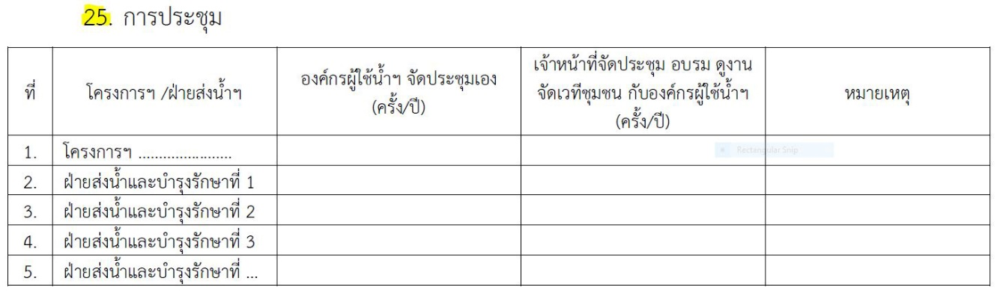 25. การประชุม
ที่
โครงการฯ /ฝ่ายส่งน้ำฯ
องค์กรผู้ใช้น้ำฯ จัดประชุมเอง
(ครั้ง/ปี)
เจ้าหน้าที่จัดประชุม อบรม ดูงาน
จัดเวทีชุมชน กับองค์กรผู้ใช้น้ำฯ
(ครั้ง/ปี)
หมายเหตุ
1. โครงการฯ .......................
2. ฝ่ายส่งน้ำและบำรุงรักษาที่ 1
3. ฝ่ายส่งน้ำและบำรุงรักษาที่ 2
4. ฝ่ายส่งน้ำและบำรุงรักษาที่ 3
5. ฝ่ายส่งน้ำและบำรุงรักษาที่ ...
Rectangular Snip